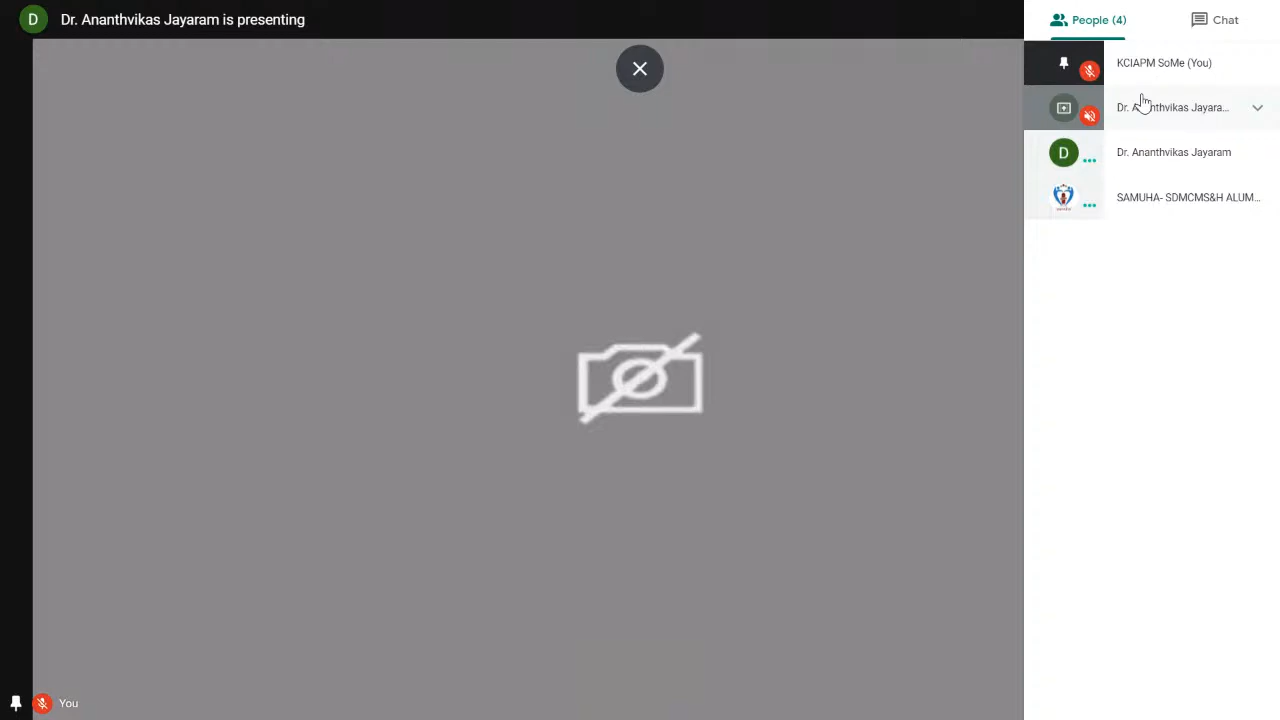 D Dr. Ananthvikas Jayaram is presenting
People (4)
Chat
KCIAPM SoMe (You)
Dr. Ananthvikas Jayara...
D Dr. Ananthvikas Jayaram
SAMUHA- SDMCMS&H ALUM...
You